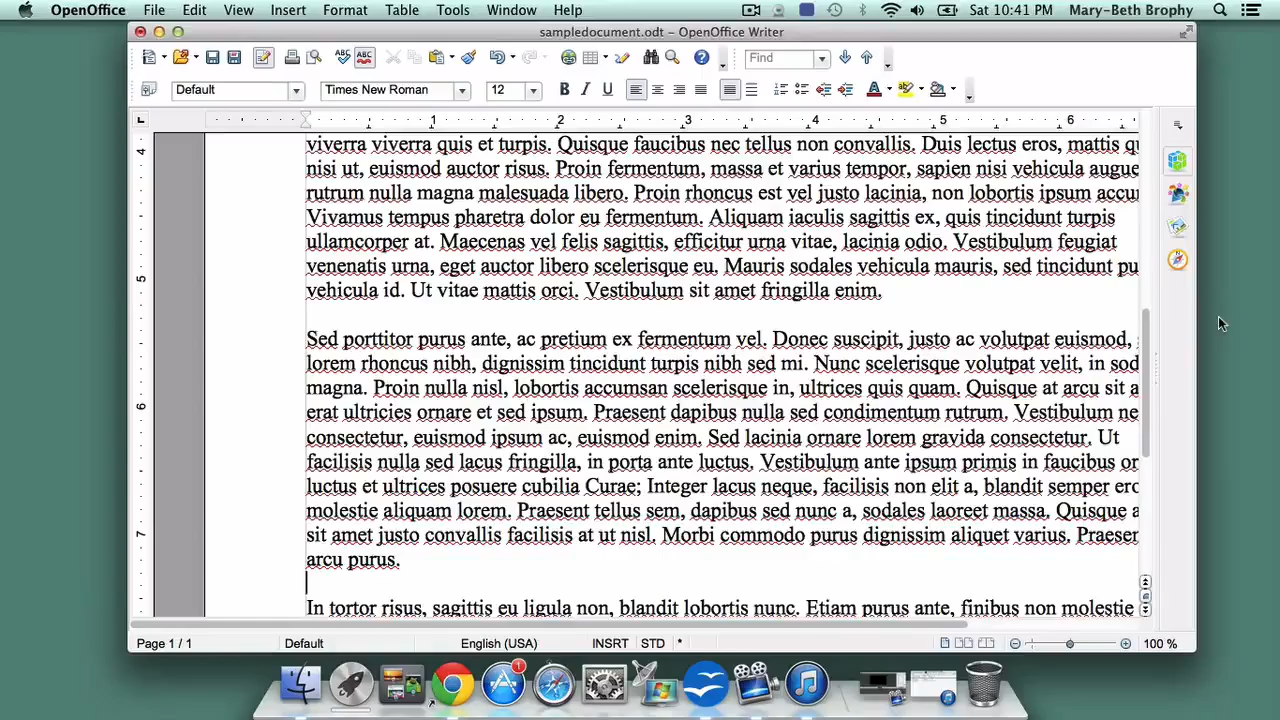 OpenOffice File Edit View Insert Format Table Tools Window Help Sat 10:41 PM Mary-Beth Brophy
sampledocument.odt – OpenOffice Writer
ABC ABC Find
Default Times New Roman 12 B I U A
1 2 3 4 5 6
viverra viverra quis et turpis. Quisque faucibus nec tellus non convallis. Duis lectus eros, mattis qu
nisi ut, euismod auctor risus. Proin fermentum, massa et varius tempor, sapien nisi vehicula augue
rutrum nulla magna malesuada libero. Proin rhoncus est vel justo lacinia, non lobortis ipsum accu
Vivamus tempus pharetra dolor eu fermentum. Aliquam iaculis sagittis ex, quis tincidunt turpis
ullamcorper at. Maecenas vel felis sagittis, efficitur urna vitae, lacinia odio. Vestibulum feugiat
venenatis urna, eget auctor libero scelerisque eu. Mauris sodales vehicula mauris, sed tincidunt pu
vehicula id. Ut vitae mattis orci. Vestibulum sit amet fringilla enim.
Sed porttitor purus ante, ac pretium ex fermentum vel. Donec suscipit, justo ac volutpat euismod,
lorem rhoncus nibh, dignissim tincidunt turpis nibh sed mi. Nunc scelerisque volutpat velit, in sod
magna. Proin nulla nisl, lobortis accumsan scelerisque in, ultrices quis quam. Quisque at arcu sit a
erat ultricies ornare et sed ipsum. Praesent dapibus nulla sed condimentum rutrum. Vestibulum ne
consectetur, euismod ipsum ac, euismod enim. Sed lacinia ornare lorem gravida consectetur. Ut
facilisis nulla sed lacus fringilla, in porta ante luctus. Vestibulum ante ipsum primis in faucibus or
luctus et ultrices posuere cubilia Curae; Integer lacus neque, facilisis non elit a, blandit semper ero
molestie aliquam lorem. Praesent tellus sem, dapibus sed nunc a, sodales laoreet massa. Quisque a
sit amet justo convallis facilisis at ut nisl. Morbi commodo purus dignissim aliquet varius. Praeser
arcu purus.
In tortor risus, sagittis eu ligula non, blandit lobortis nunc. Etiam purus ante, finibus non molestie
4
5
6
7
Page 1 / 1 Default English (USA) INSRT STD * 100 %
1